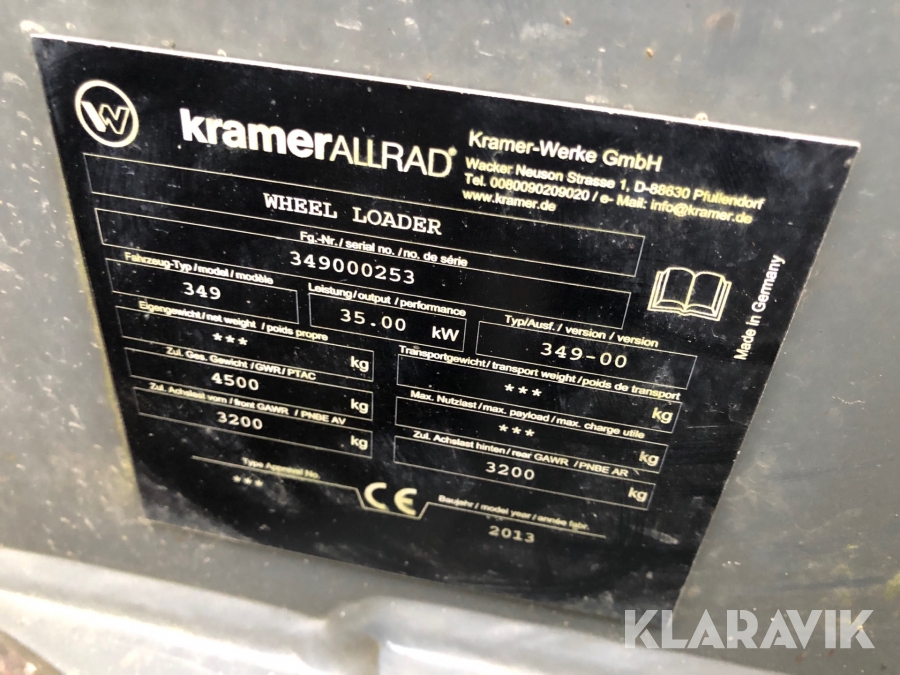 kramerALLRAD
Kramer-Werke GmbH
Wacker Neuson Strasse 1, D-88630 Pfullendorf
Tel. 0080090209020 / e- Mail: info@kramer.de
www.kramer.de
WHEEL LOADER
Fg.-Nr./ serial no. / no. de série
349000253
Fahrzeug-Typ / model / modèle
349
Leistung / output / performance
35.00 kW
Typ/Ausf. / version / version
349-00
Eigengewicht / net weight / poids propre
*** kg
Transportgewicht / transport weight / poids de transport
*** kg
Zul. Ges. Gewicht / GWR / PTAC
4500 kg
Max. Nutzlast / max. payload / max. charge utile
*** kg
Zul. Achslast vorn / front GAWR / PNBE AV
3200 kg
Zul. Achslast hinten / rear GAWR / PNBE AR
3200 kg
Type Approval No.
***
CE
Baujahr / model year / année fabr.
2013
Made in Germany
KLARAVIK